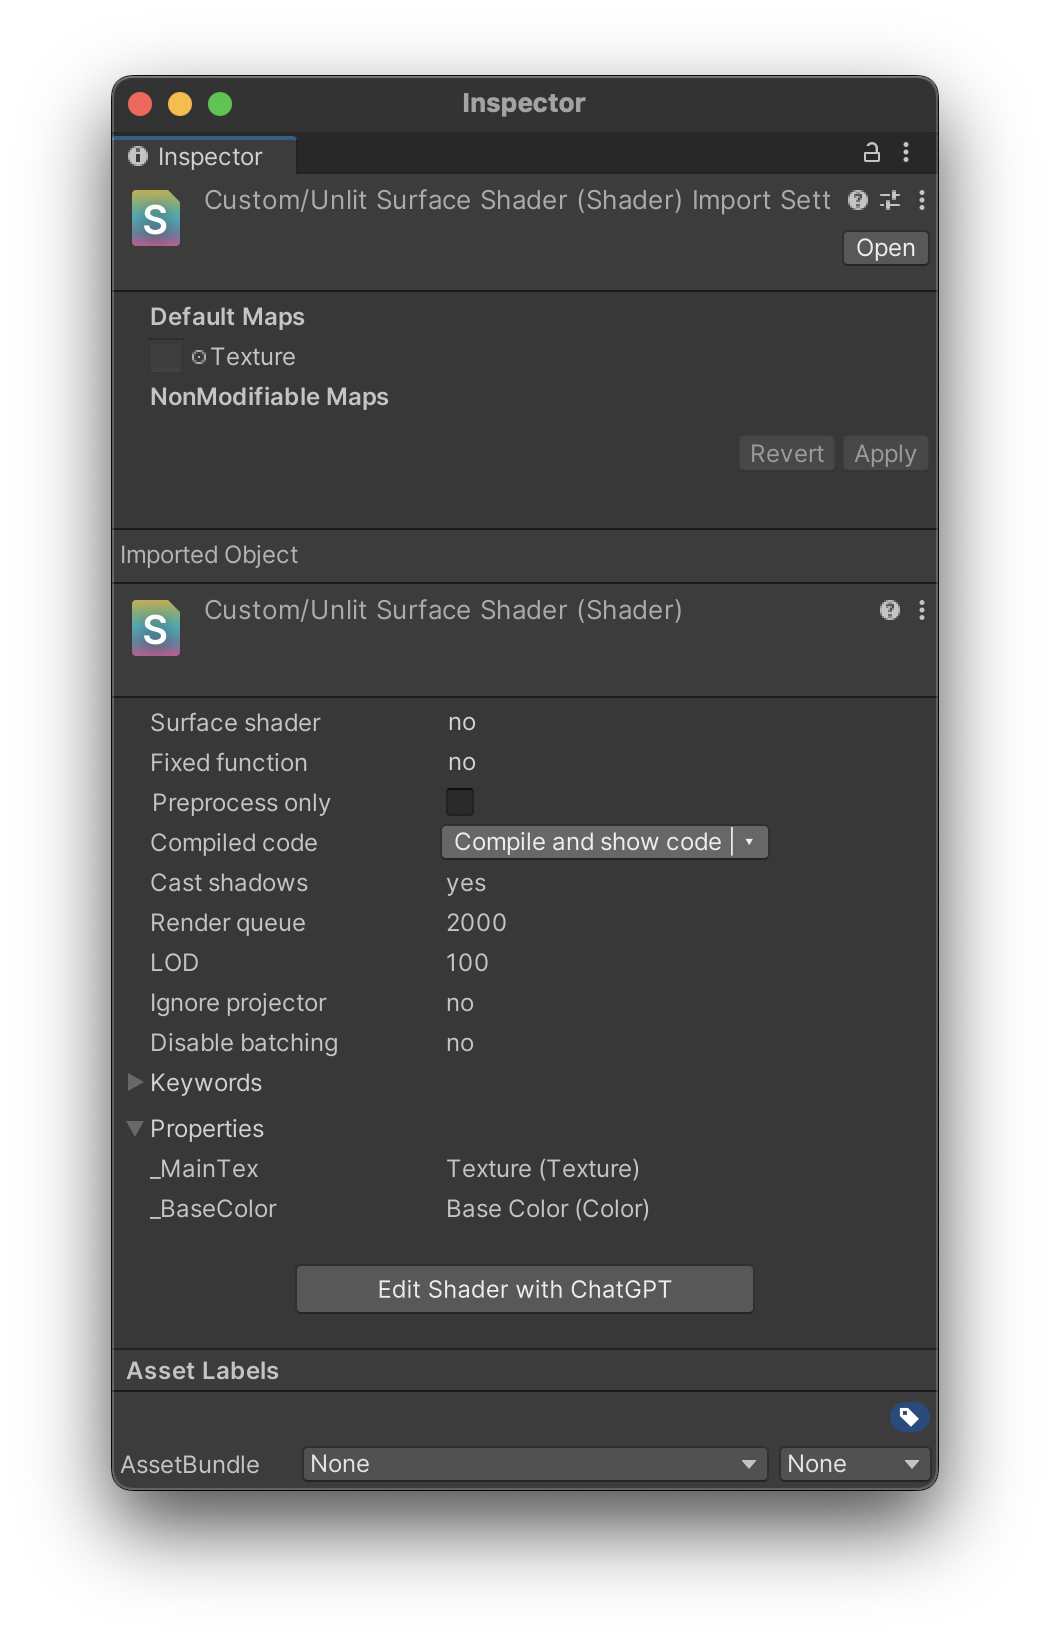 Inspector
Inspector
S
Custom/Unlit Surface Shader (Shader) Import Sett
Open
Default Maps
Texture
NonModifiable Maps
Revert Apply
Imported Object
S
Custom/Unlit Surface Shader (Shader)
Surface shader no
Fixed function no
Preprocess only
Compiled code Compile and show code
Cast shadows yes
Render queue 2000
LOD 100
Ignore projector no
Disable batching no
Keywords
Properties
_MainTex Texture (Texture)
_BaseColor Base Color (Color)
Edit Shader with ChatGPT
Asset Labels
AssetBundle None None